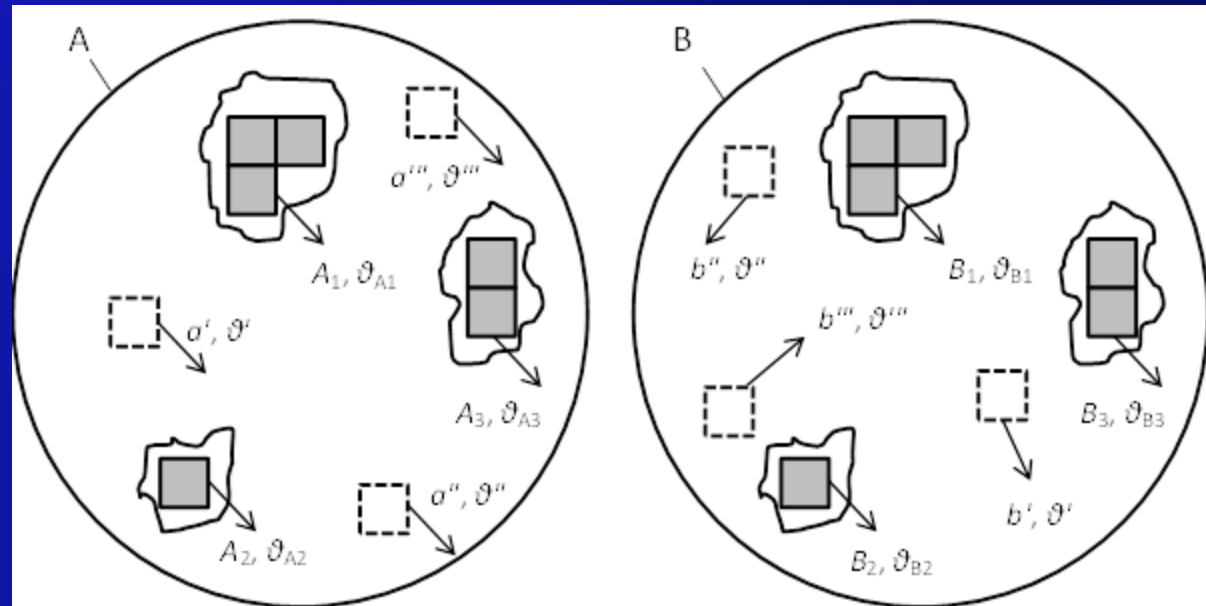 A
a‴, ϑ‴
A₁, ϑ_A1
a′, ϑ′
A₃, ϑ_A3
a″, ϑ″
A₂, ϑ_A2
B
b″, ϑ″
B₁, ϑ_B1
b‴, ϑ‴
B₃, ϑ_B3
b′, ϑ′
B₂, ϑ_B2